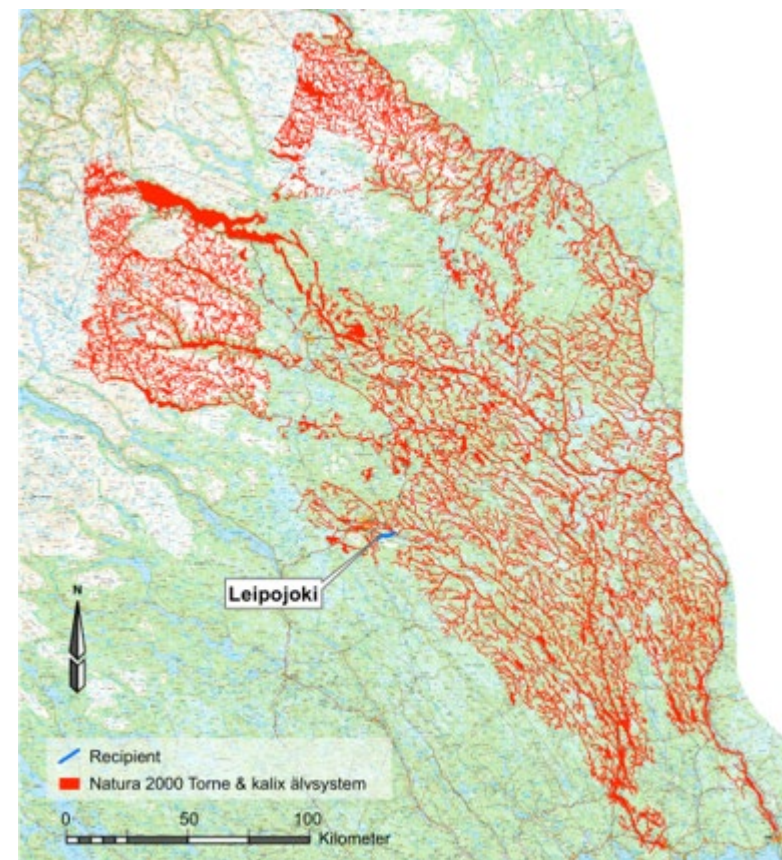 Leipojoki
N
Recipient
Natura 2000 Torne & kalix älvsystem
0 50 100
Kilometer